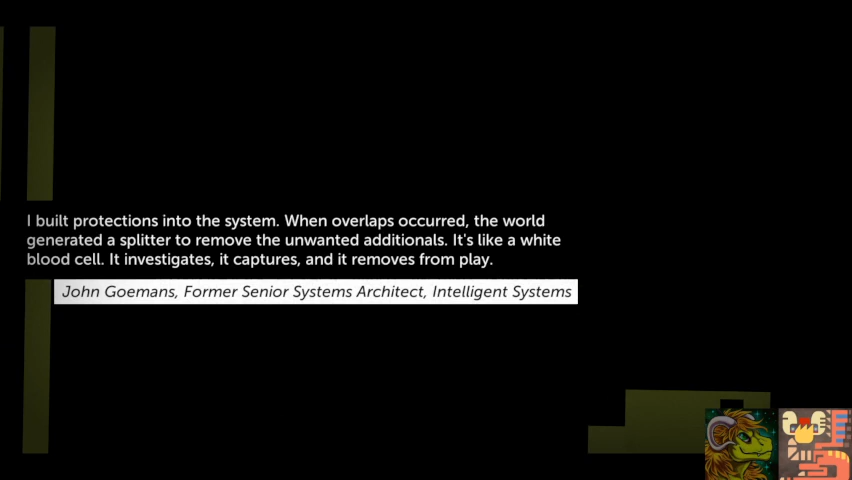 I built protections into the system. When overlaps occurred, the world
generated a splitter to remove the unwanted additionals. It's like a white
blood cell. It investigates, it captures, and it removes from play.
John Goemans, Former Senior Systems Architect, Intelligent Systems